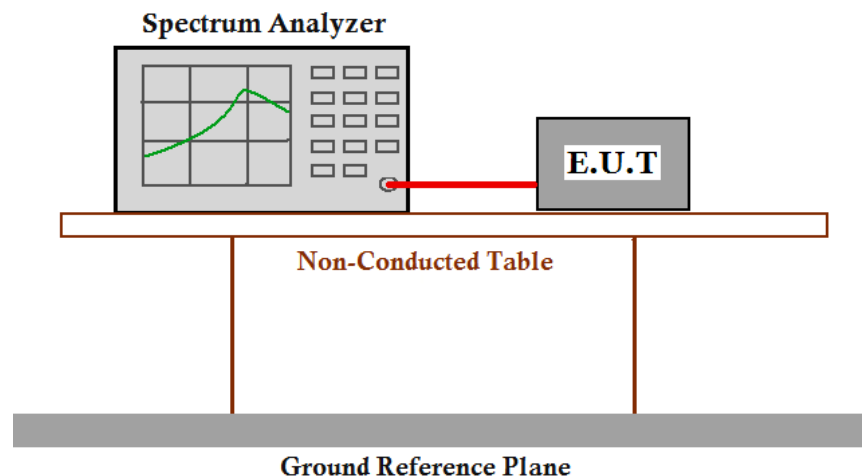 Spectrum Analyzer
E.U.T
Non-Conducted Table
Ground Reference Plane